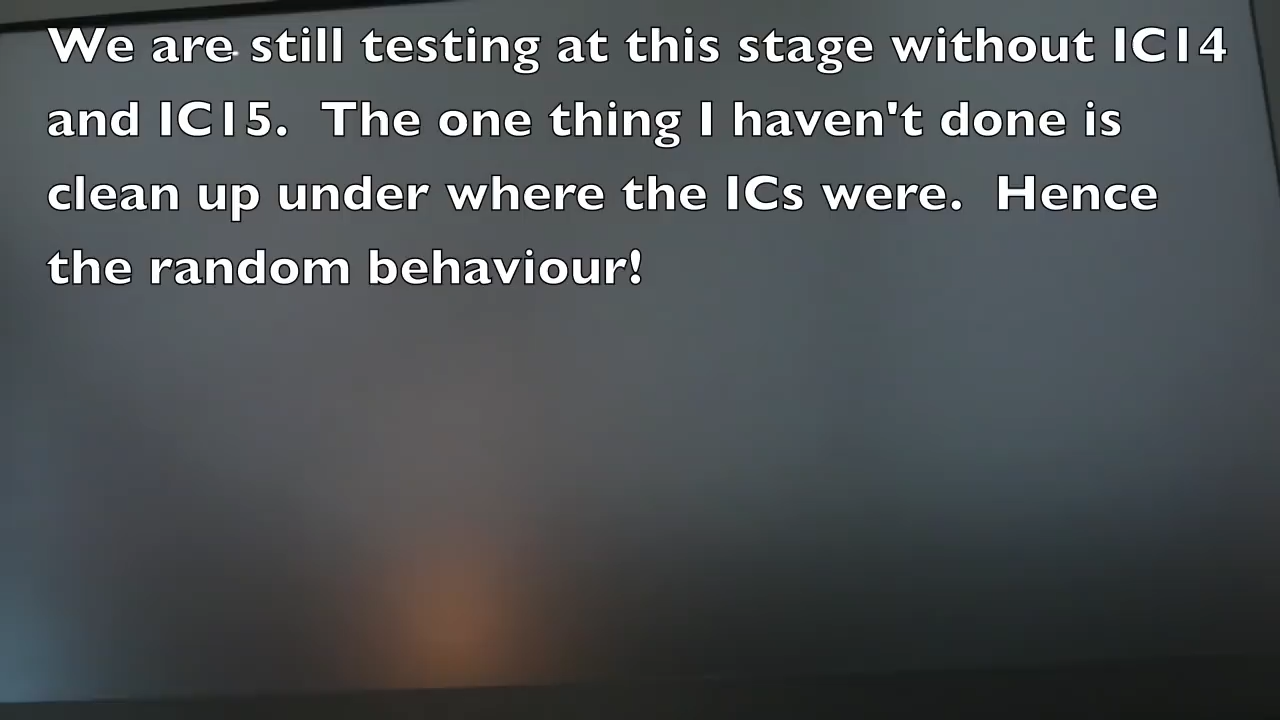 We are still testing at this stage without IC14
and IC15.  The one thing I haven't done is
clean up under where the ICs were.  Hence
the random behaviour!